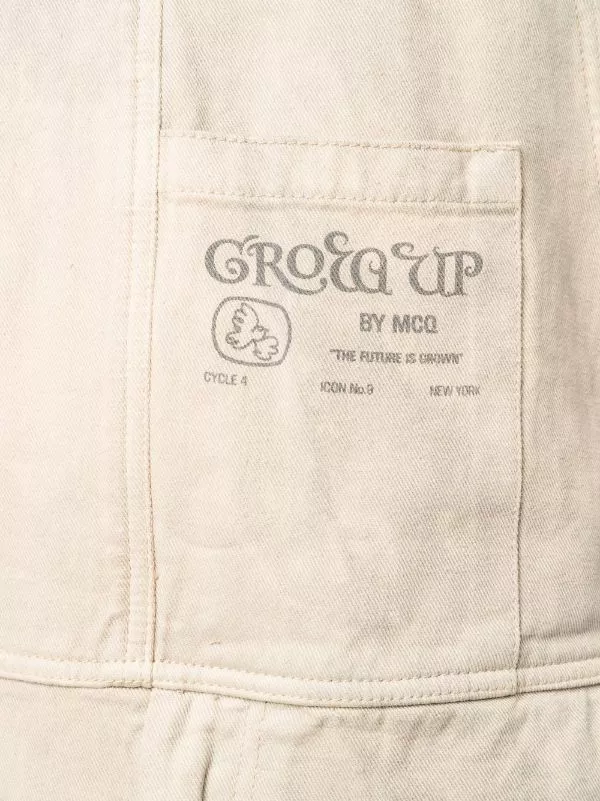 GROW UP
BY MCQ
"THE FUTURE IS GROWN"
CYCLE 4 ICON No.9 NEW YORK